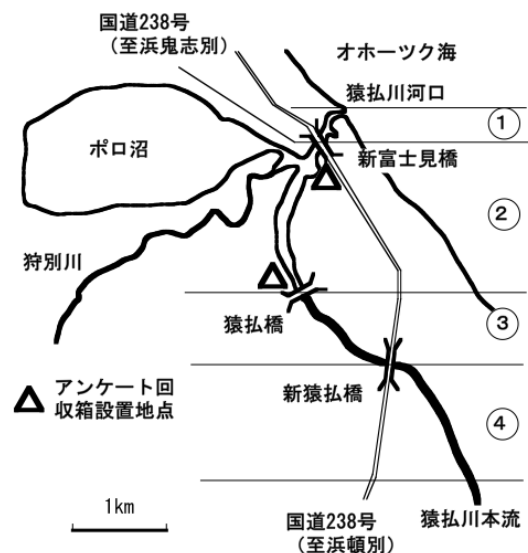 国道238号
（至浜鬼志別）
オホーツク海
猿払川河口
①
ポロ沼
新富士見橋
②
狩別川
猿払橋
③
アンケート回
収箱設置地点
新猿払橋
④
1km
国道238号
（至浜頓別）
猿払川本流